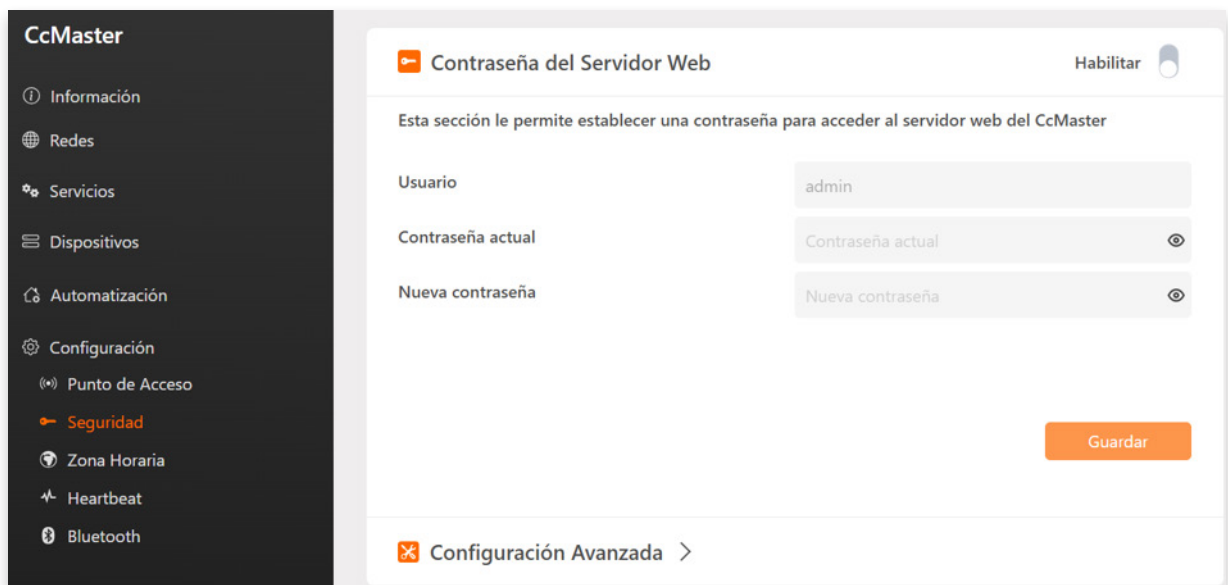 CcMaster
Información
Redes
Servicios
Dispositivos
Automatización
Configuración
Punto de Acceso
Seguridad
Zona Horaria
Heartbeat
Bluetooth
Contraseña del Servidor Web
Habilitar
Esta sección le permite establecer una contraseña para acceder al servidor web del CcMaster
Usuario
admin
Contraseña actual
Contraseña actual
Nueva contraseña
Nueva contraseña
Guardar
Configuración Avanzada >